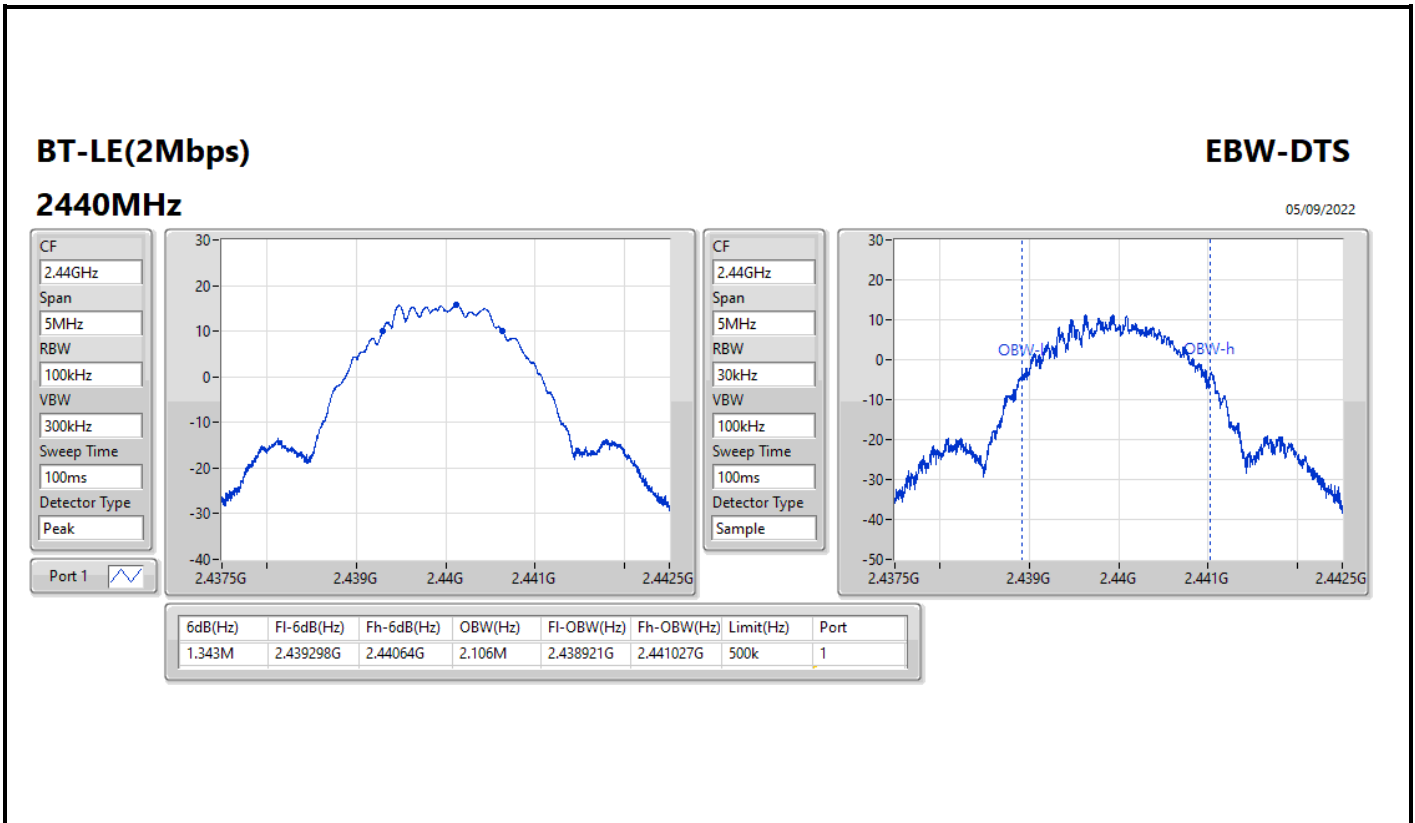 BT-LE(2Mbps)
EBW-DTS
2440MHz
05/09/2022
CF
2.44GHz
Span
5MHz
RBW
100kHz
VBW
300kHz
Sweep Time
100ms
Detector Type
Peak
Port 1
30
20
10
0
-10
-20
-30
-40
2.4375G 2.439G 2.44G 2.441G 2.4425G
CF
2.44GHz
Span
5MHz
RBW
30kHz
VBW
100kHz
Sweep Time
100ms
Detector Type
Sample
30
20
10
0
-10
-20
-30
-40
-50
OBW-l OBW-h
2.4375G 2.439G 2.44G 2.441G 2.4425G
6dB(Hz) Fl-6dB(Hz) Fh-6dB(Hz) OBW(Hz) Fl-OBW(Hz) Fh-OBW(Hz) Limit(Hz) Port
1.343M 2.439298G 2.44064G 2.106M 2.438921G 2.441027G 500k 1